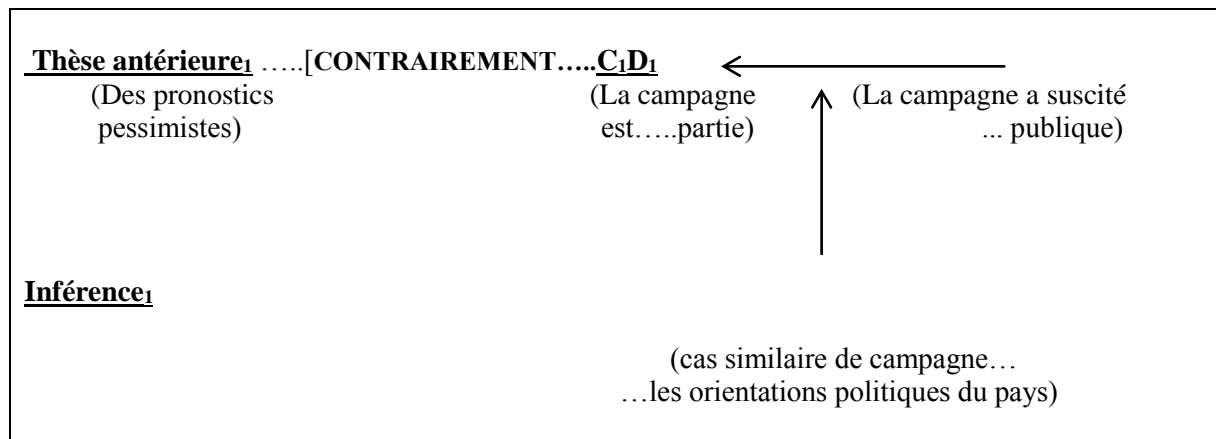 Thèse antérieure₁ …..[CONTRAIREMENT…..C₁D₁
(Des pronostics (La campagne (La campagne a suscité
pessimistes) est…..partie) ... publique)
Inférence₁
(cas similaire de campagne…
…les orientations politiques du pays)